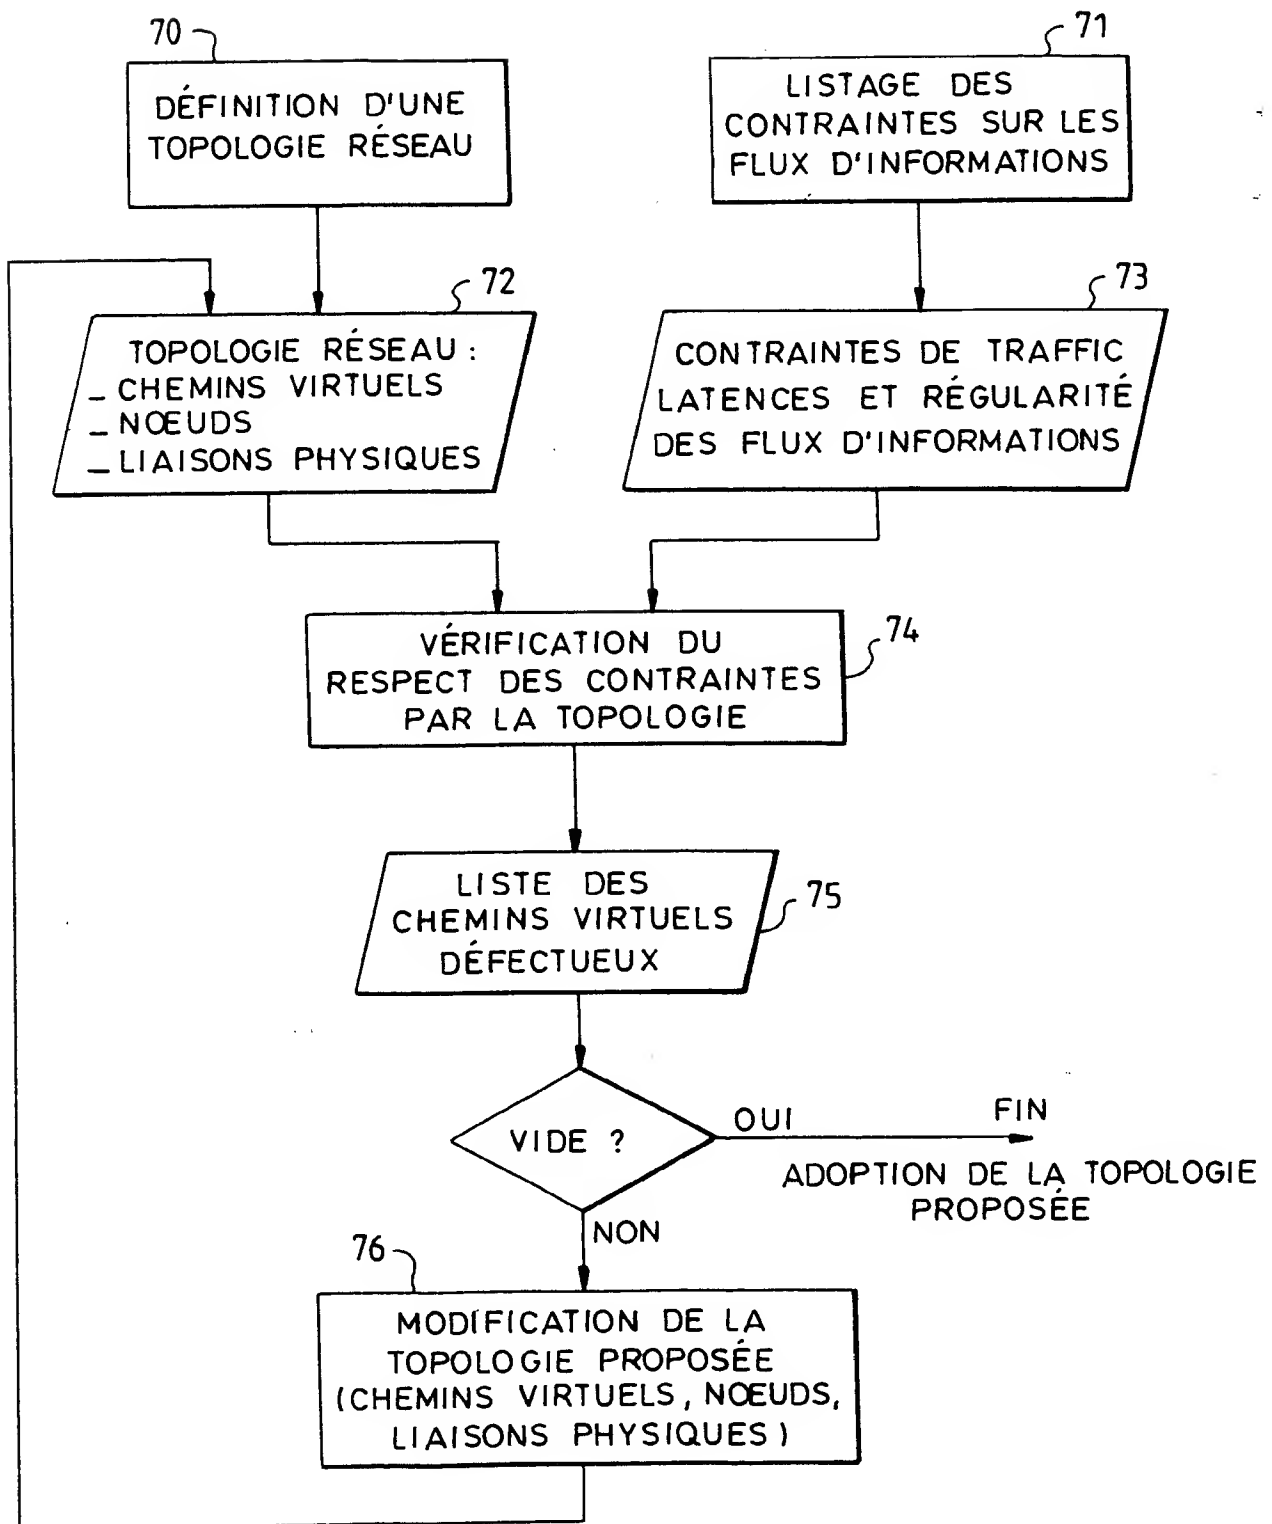 70
DÉFINITION D'UNE
TOPOLOGIE RÉSEAU
71
LISTAGE DES
CONTRAINTES SUR LES
FLUX D'INFORMATIONS
72
TOPOLOGIE RÉSEAU :
– CHEMINS VIRTUELS
– NŒUDS
– LIAISONS PHYSIQUES
73
CONTRAINTES DE TRAFFIC
LATENCES ET RÉGULARITÉ
DES FLUX D'INFORMATIONS
74
VÉRIFICATION DU
RESPECT DES CONTRAINTES
PAR LA TOPOLOGIE
75
LISTE DES
CHEMINS VIRTUELS
DÉFECTUEUX
VIDE ?
OUI
FIN
ADOPTION DE LA TOPOLOGIE
PROPOSÉE
NON
76
MODIFICATION DE LA
TOPOLOGIE PROPOSÉE
(CHEMINS VIRTUELS, NŒUDS,
LIAISONS PHYSIQUES)